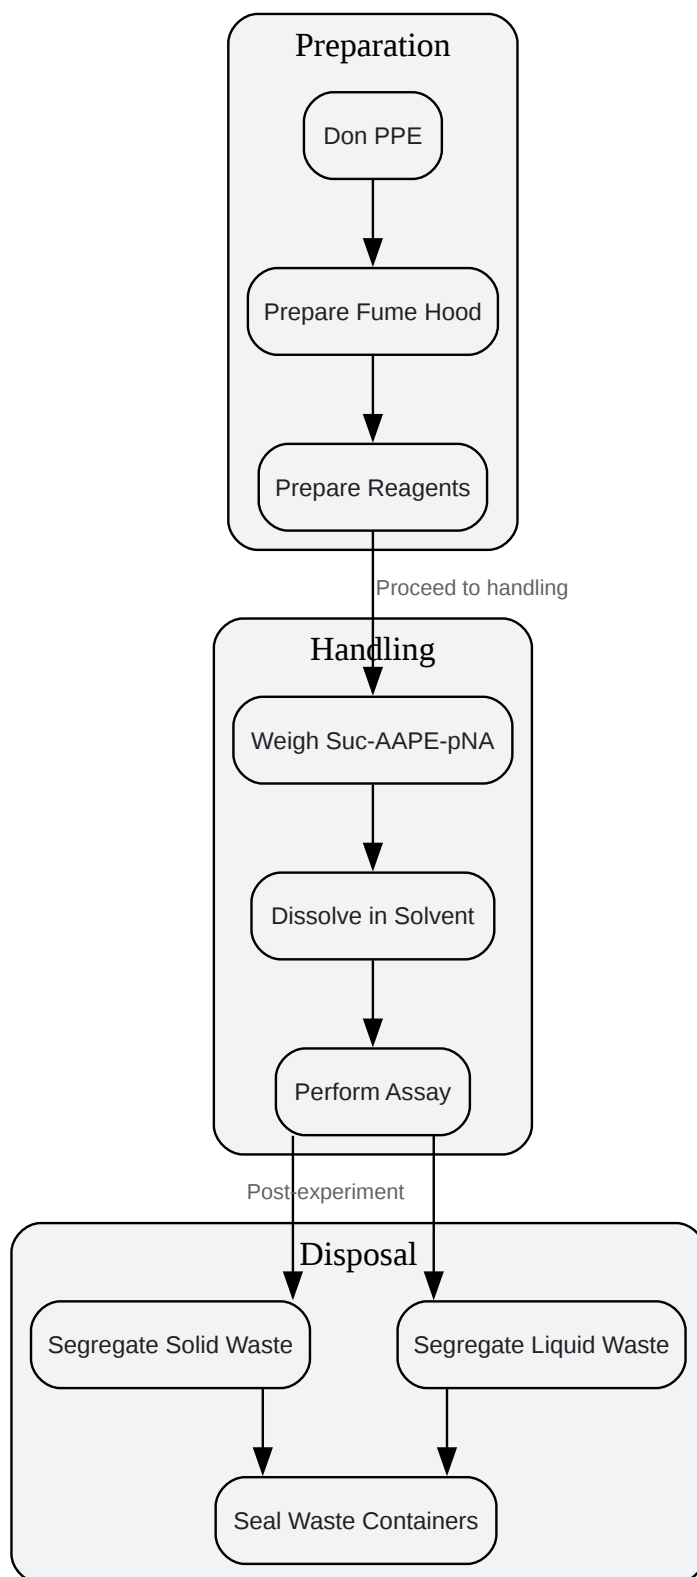 Preparation
Don PPE
Prepare Fume Hood
Prepare Reagents
Proceed to handling
Handling
Weigh Suc-AAPE-pNA
Dissolve in Solvent
Perform Assay
Post-experiment
Disposal
Segregate Solid Waste
Segregate Liquid Waste
Seal Waste Containers